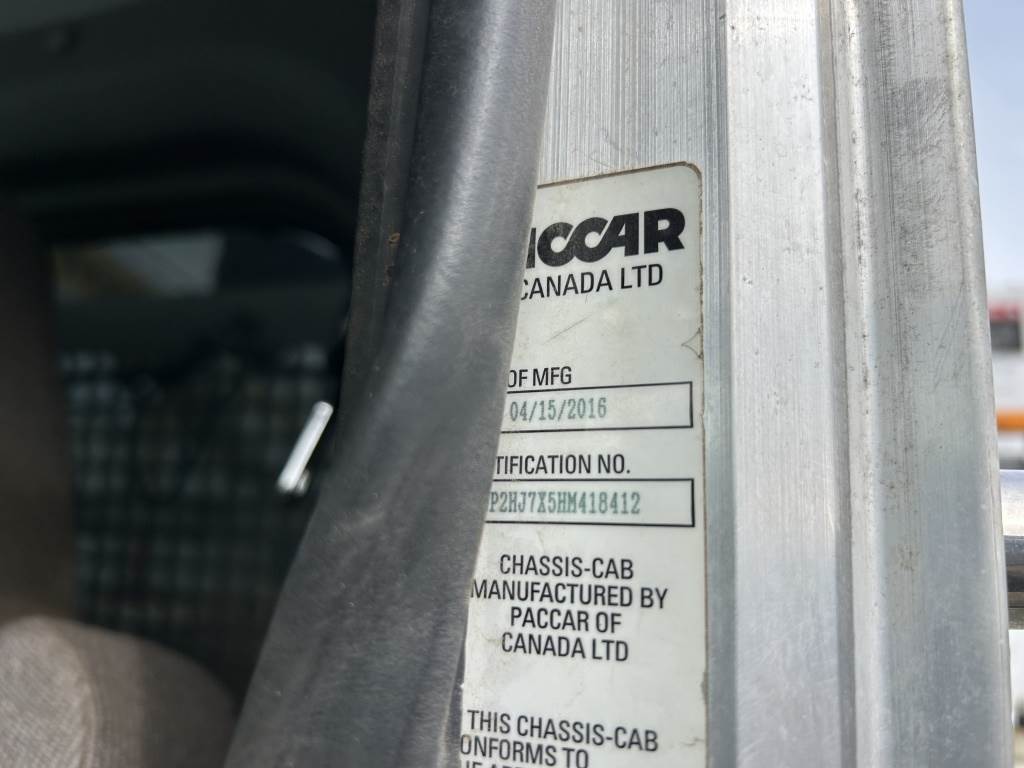 CCAR
CANADA LTD
OF MFG
04/15/2016
TIFICATION NO.
P2HJ7X5HM418412
CHASSIS-CAB
MANUFACTURED BY
PACCAR OF
CANADA LTD
THIS CHASSIS-CAB
ONFORMS TO